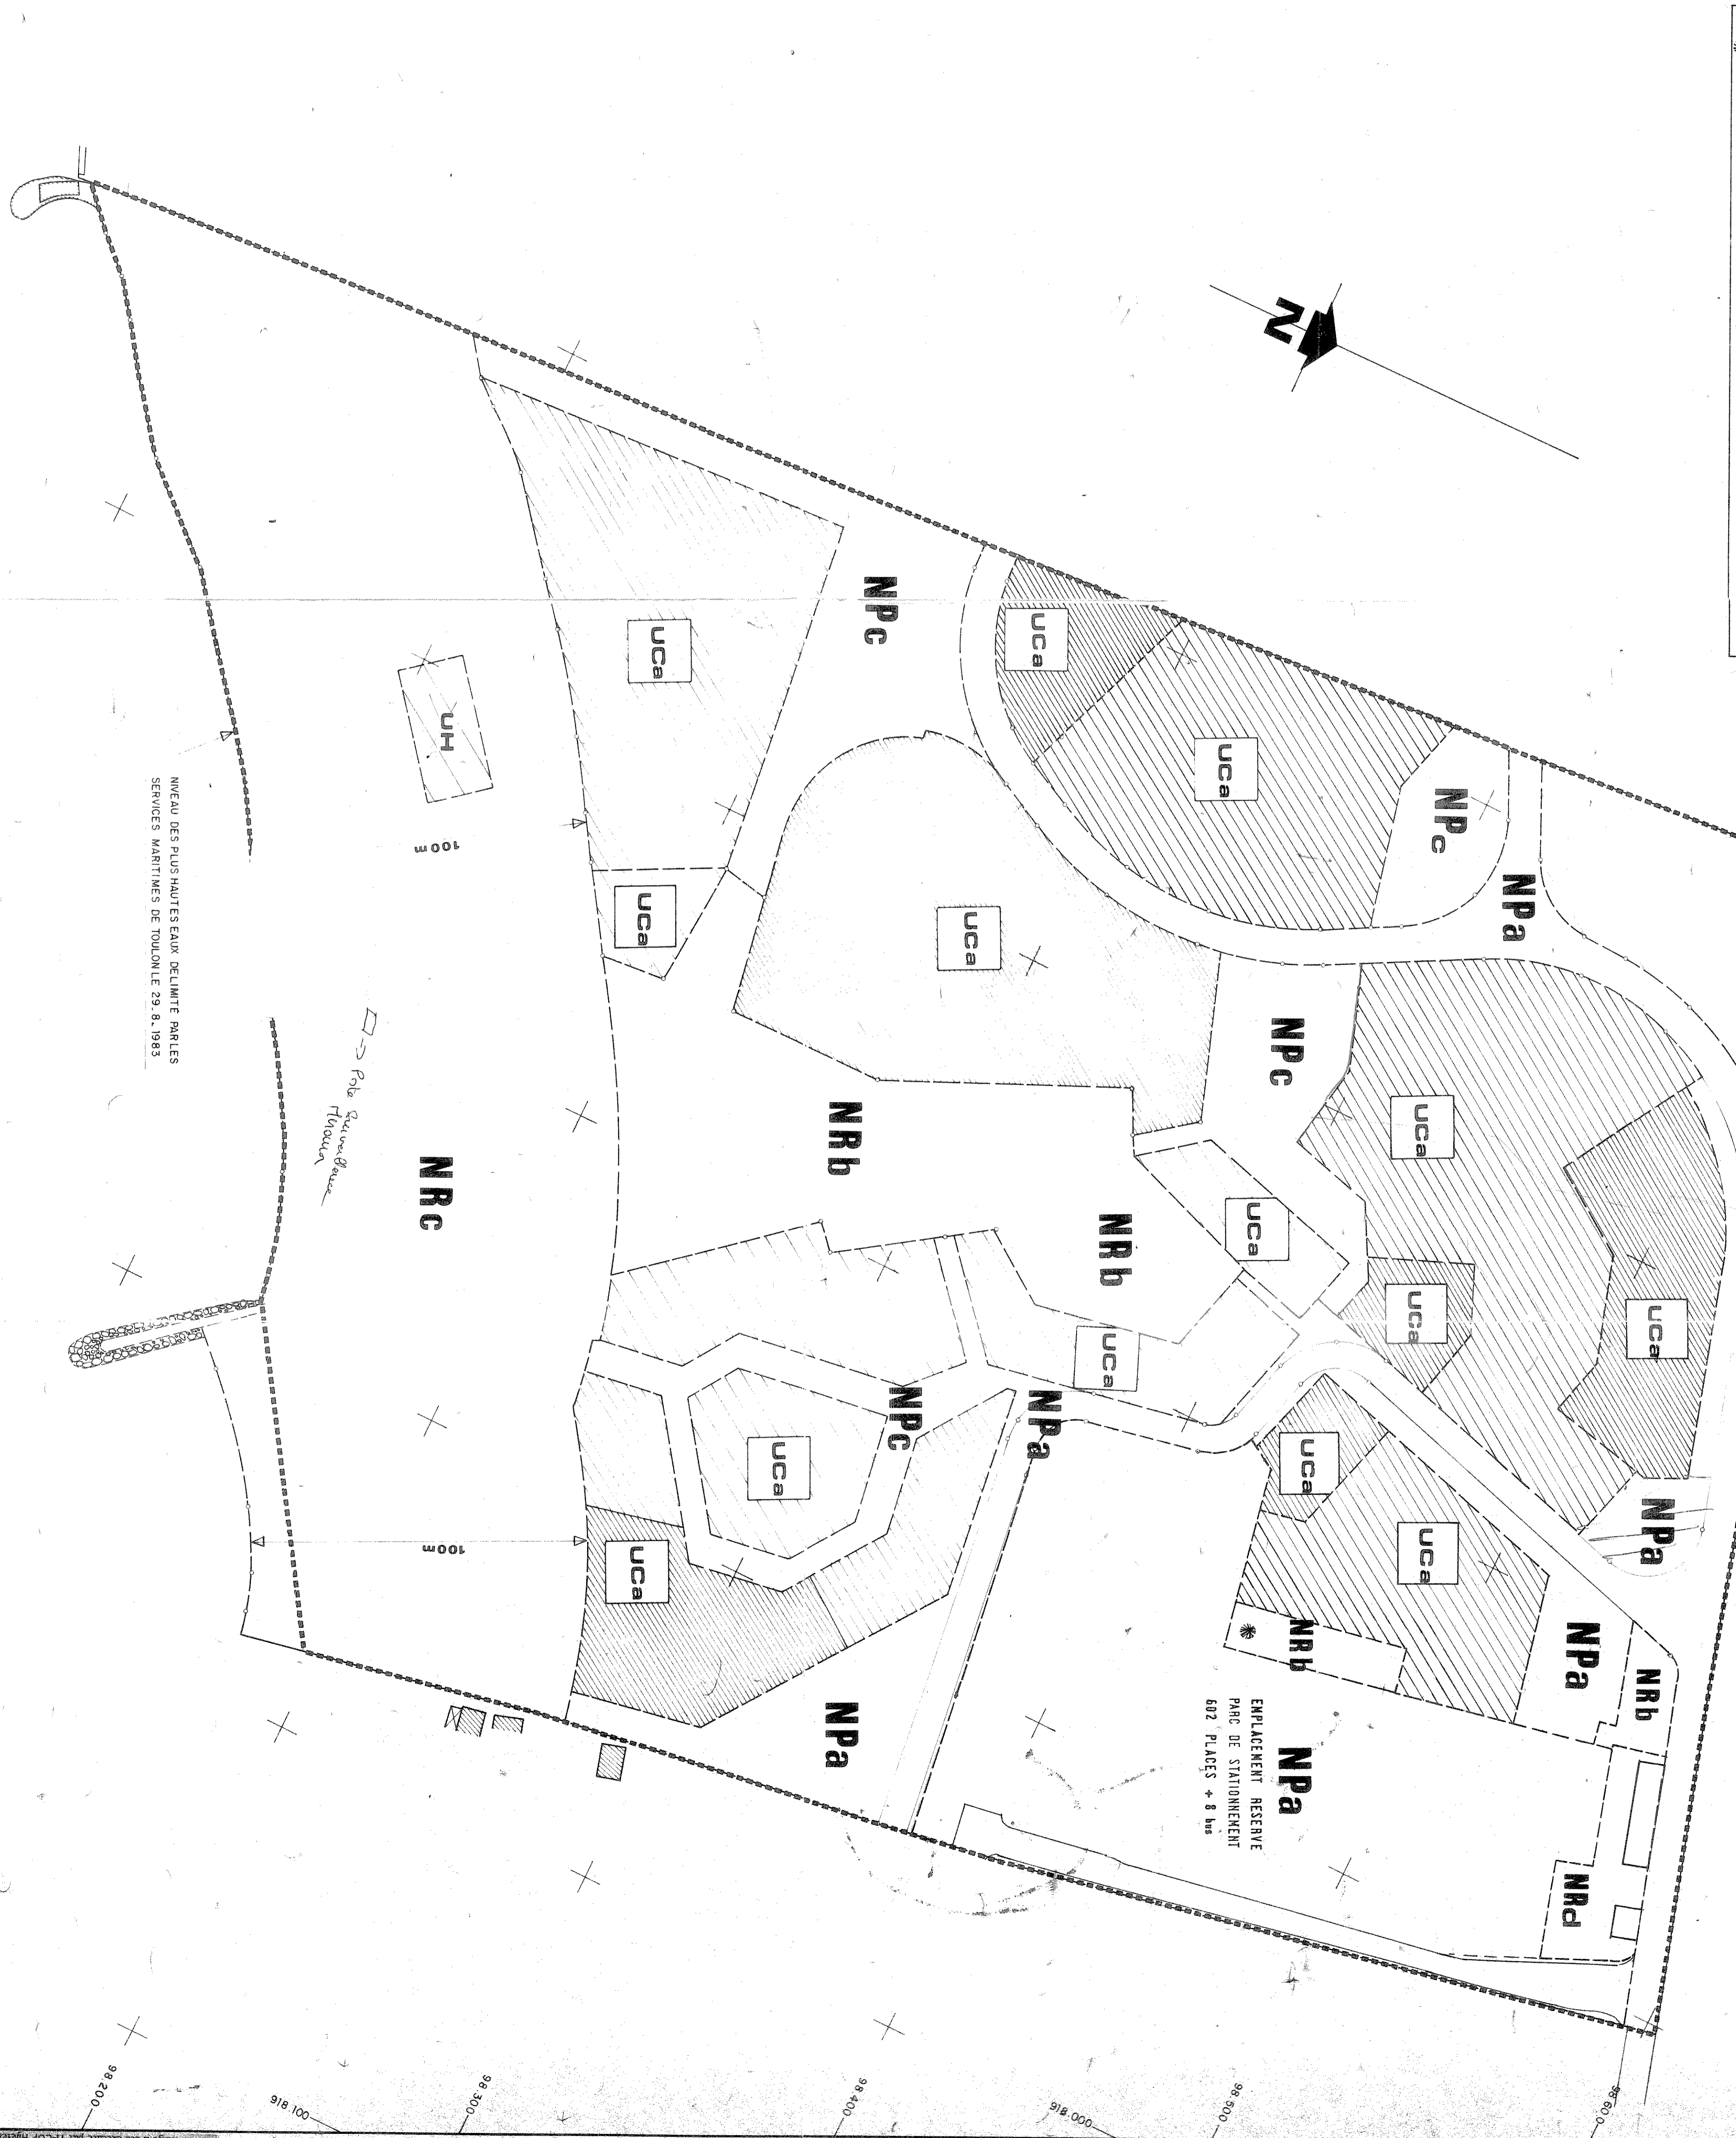 N
NPc
UCa
UCa
UCa
NPc
UH
100m
UCa
NPa
UCa
NIVEAU DES PLUS HAUTES EAUX DELIMITE PAR LES
SERVICES MARITIMES DE TOULON LE 29.8.1983
NPc
UCa
NRb
NRc
NRb
UCa
UCa
UCa
UCa
NPc
NPa
UCa
UCa
NPa
UCa
100m
UCa
NRb
NPa
NRb
NPa
NPa
EMPLACEMENT RESERVE
PARC DE STATIONNEMENT
602 PLACES + 8 bus
NRd
98.200
918.100
98.300
98.400
918.000
98.500
98.600